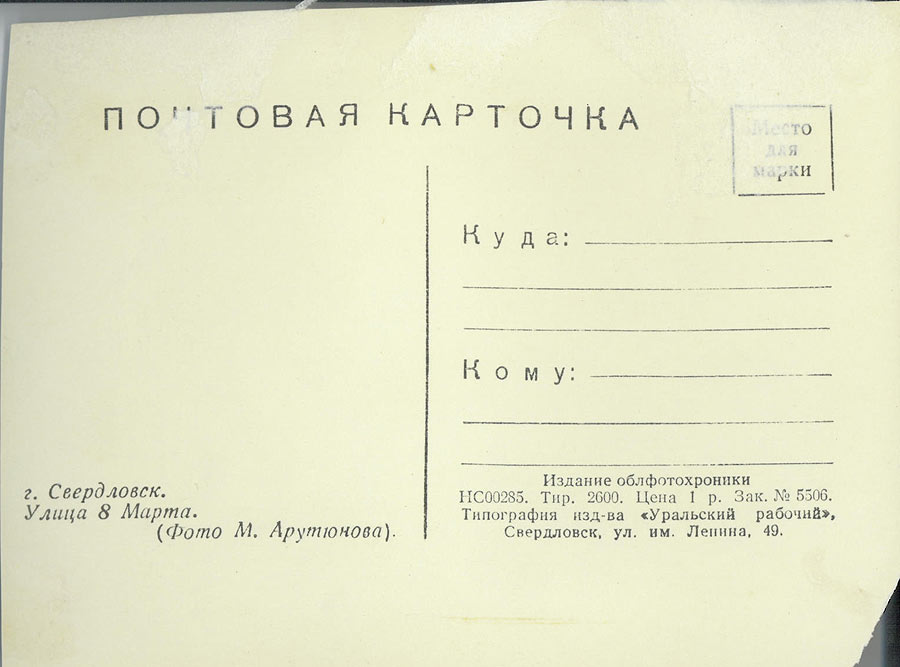 ПОЧТОВАЯ КАРТОЧКА
Место
для
марки
Куда:
Кому:
г. Свердловск.
Улица 8 Марта.
(Фото М. Арутюнова).
Издание облфотохроники
НС00285. Тир. 2600. Цена 1 р. Зак. № 5506.
Типография изд-ва «Уральский рабочий»,
Свердловск, ул. им. Ленина, 49.